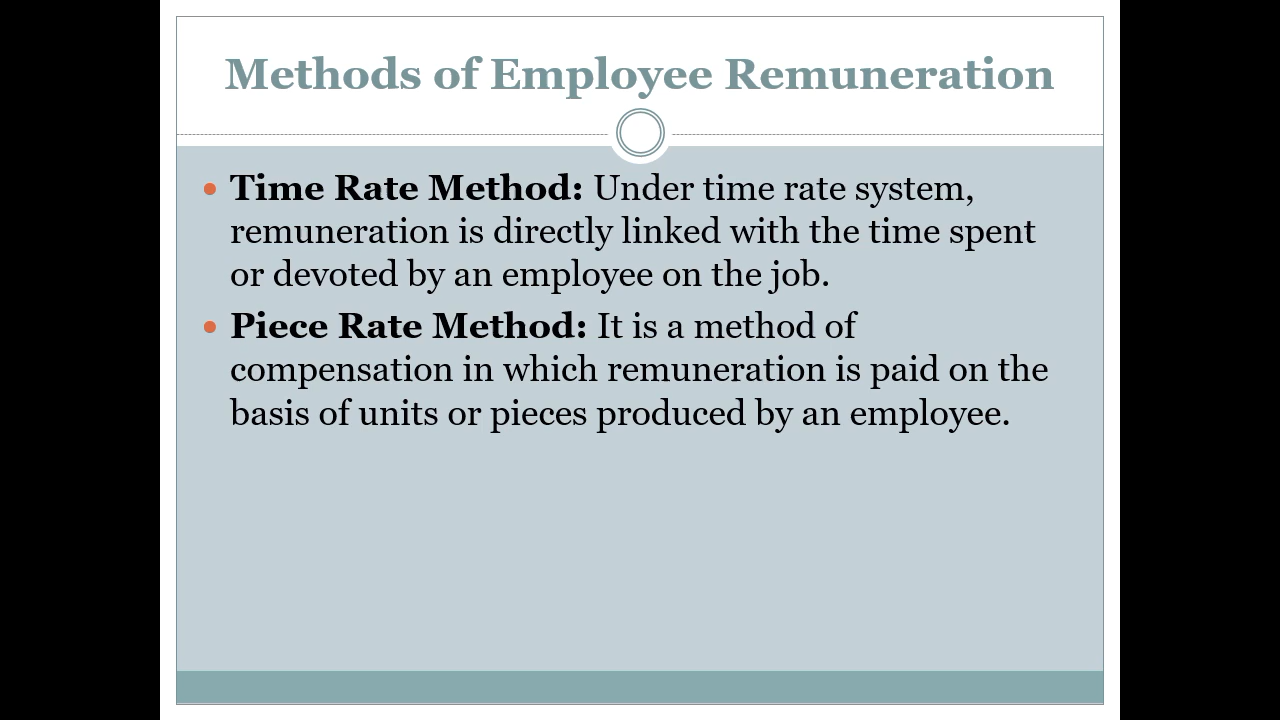 Methods of Employee Remuneration
• Time Rate Method: Under time rate system,
remuneration is directly linked with the time spent
or devoted by an employee on the job.
• Piece Rate Method: It is a method of
compensation in which remuneration is paid on the
basis of units or pieces produced by an employee.